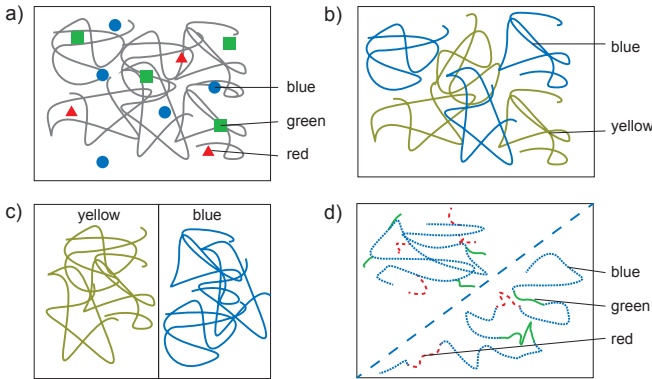 a)
blue
green
red
b)
blue
yellow
c)
yellow
blue
d)
blue
green
red